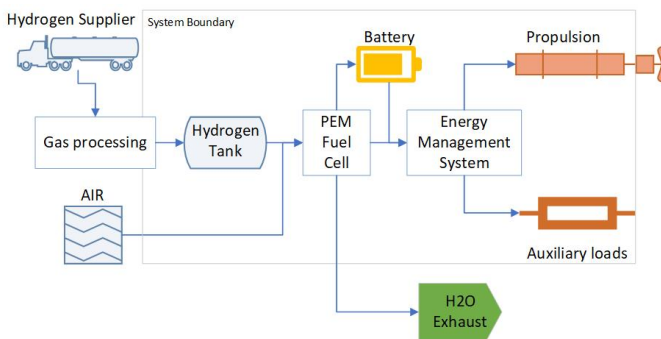 Hydrogen Supplier
System Boundary
Battery
Propulsion
Gas processing
Hydrogen
Tank
PEM
Fuel
Cell
Energy
Management
System
AIR
Auxiliary loads
H2O
Exhaust